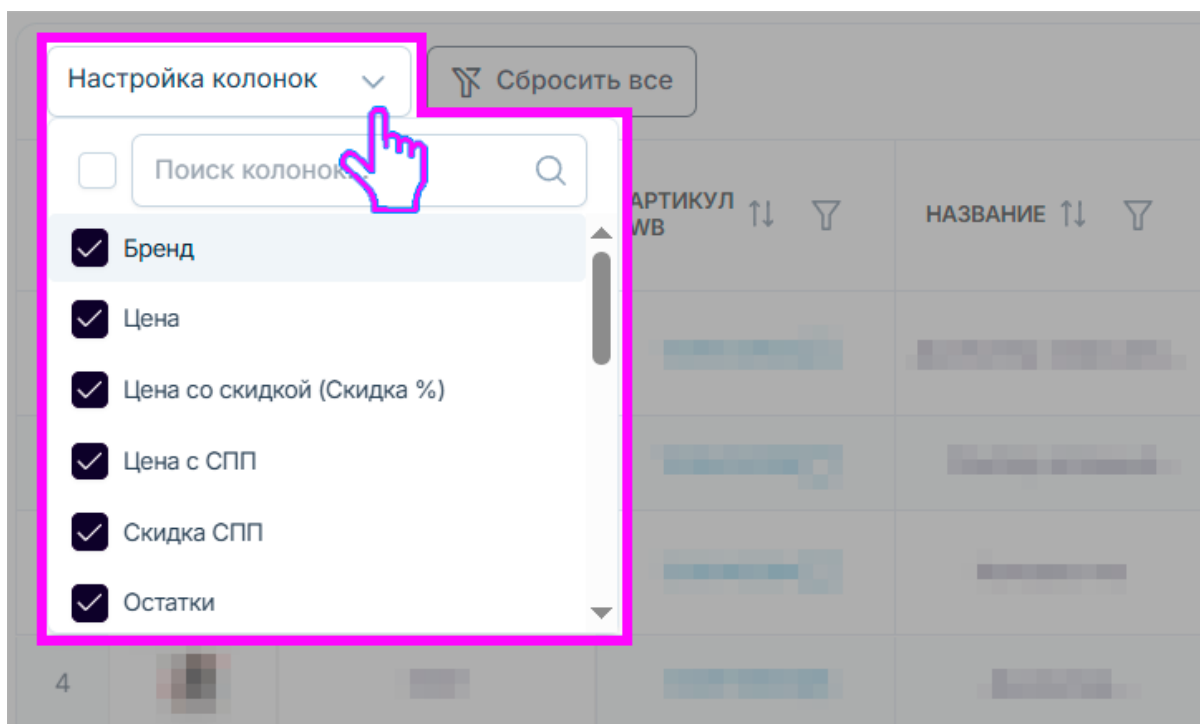 Настройка колонок
Сбросить все
Поиск колонок...
АРТИКУЛ
WB
НАЗВАНИЕ
Бренд
Цена
Цена со скидкой (Скидка %)
Цена с СПП
Скидка СПП
Остатки
4